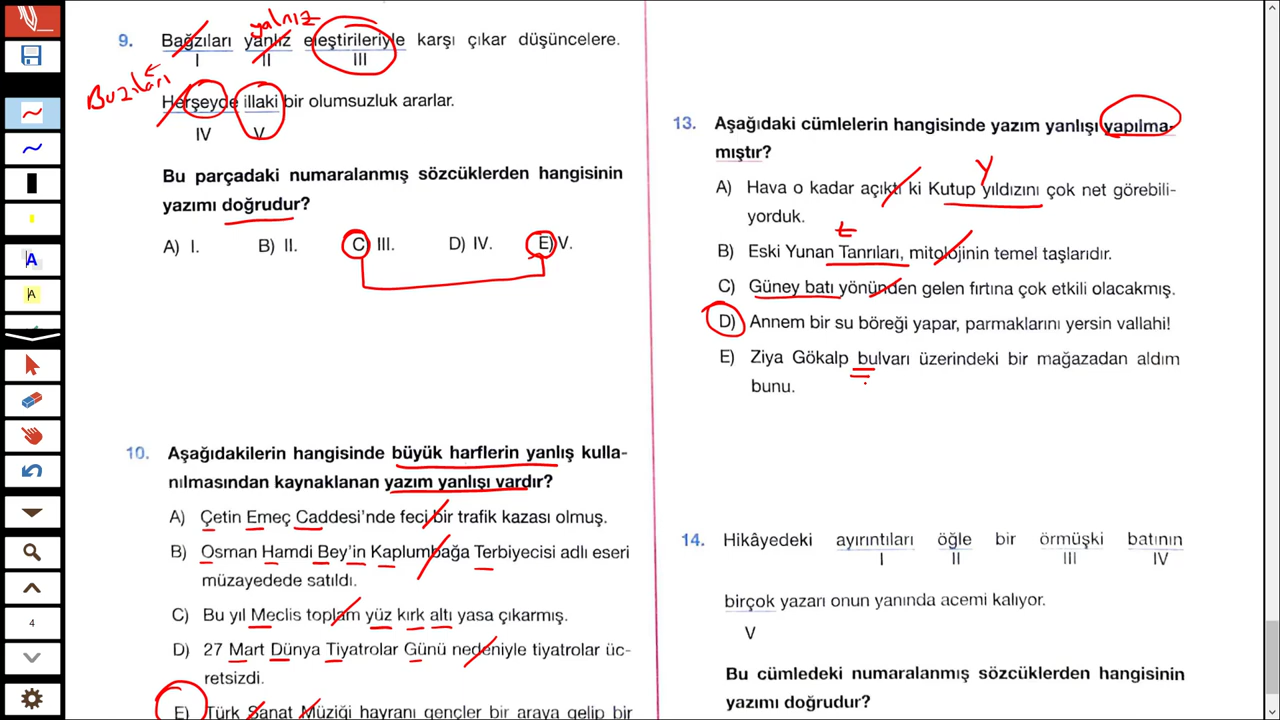 9. Bağzıları yanlız eleştirileriyle karşı çıkar düşüncelere.
yalnız
I II III
Bazıları
Herşeyde illaki bir olumsuzluk ararlar.
IV V
Bu parçadaki numaralanmış sözcüklerden hangisinin
yazımı doğrudur?
A) I. B) II. C) III. D) IV. E) V.
10. Aşağıdakilerin hangisinde büyük harflerin yanlış kulla-
nılmasından kaynaklanan yazım yanlışı vardır?
A) Çetin Emeç Caddesi'nde feci bir trafik kazası olmuş.
B) Osman Hamdi Bey'in Kaplumbağa Terbiyecisi adlı eseri
müzayedede satıldı.
C) Bu yıl Meclis toplam yüz kırk altı yasa çıkarmış.
D) 27 Mart Dünya Tiyatrolar Günü nedeniyle tiyatrolar üc-
retsizdi.
E) Türk Sanat Müziği hayranı gençler bir araya gelip bir
13. Aşağıdaki cümlelerin hangisinde yazım yanlışı yapılma-
mıştır?
Y
A) Hava o kadar açıktı ki Kutup yıldızını çok net görebili-
yorduk.
t
B) Eski Yunan Tanrıları, mitolojinin temel taşlarıdır.
C) Güney batı yönünden gelen fırtına çok etkili olacakmış.
D) Annem bir su böreği yapar, parmaklarını yersin vallahi!
E) Ziya Gökalp bulvarı üzerindeki bir mağazadan aldım
bunu.
14. Hikâyedeki ayırıntıları öğle bir örmüşki batının
I II III IV
birçok yazarı onun yanında acemi kalıyor.
V
Bu cümledeki numaralanmış sözcüklerden hangisinin
yazımı doğrudur?
A
A
4